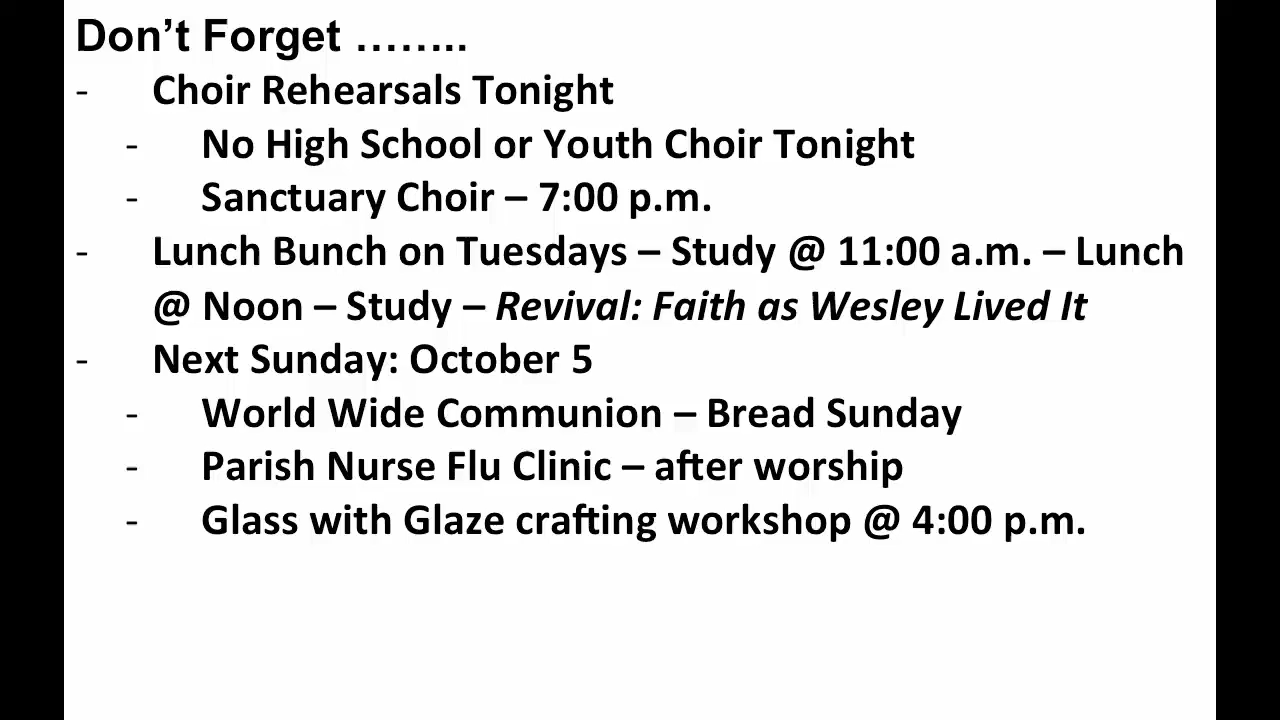 Don’t Forget ……..
- Choir Rehearsals Tonight
- No High School or Youth Choir Tonight
- Sanctuary Choir – 7:00 p.m.
- Lunch Bunch on Tuesdays – Study @ 11:00 a.m. – Lunch
@ Noon – Study – Revival: Faith as Wesley Lived It
- Next Sunday: October 5
- World Wide Communion – Bread Sunday
- Parish Nurse Flu Clinic – after worship
- Glass with Glaze crafting workshop @ 4:00 p.m.